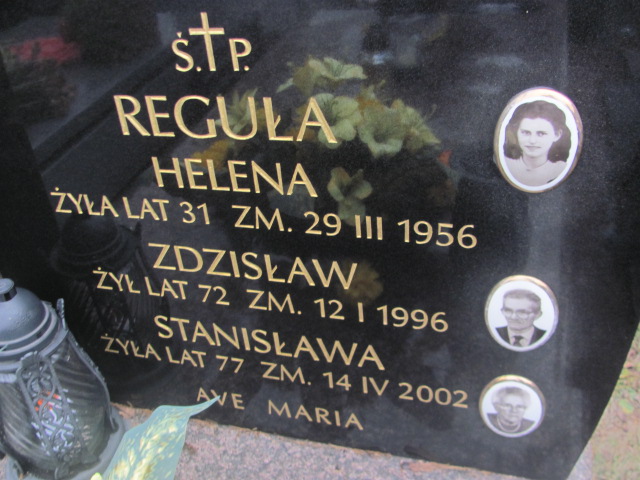 Ś.P.
REGUŁA
HELENA
ŻYŁA LAT 31 ZM. 29 III 1956
ZDZISŁAW
ŻYŁ LAT 72 ZM. 12 I 1996
STANISŁAWA
ŻYŁA LAT 77 ZM. 14 IV 2002
AVE MARIA